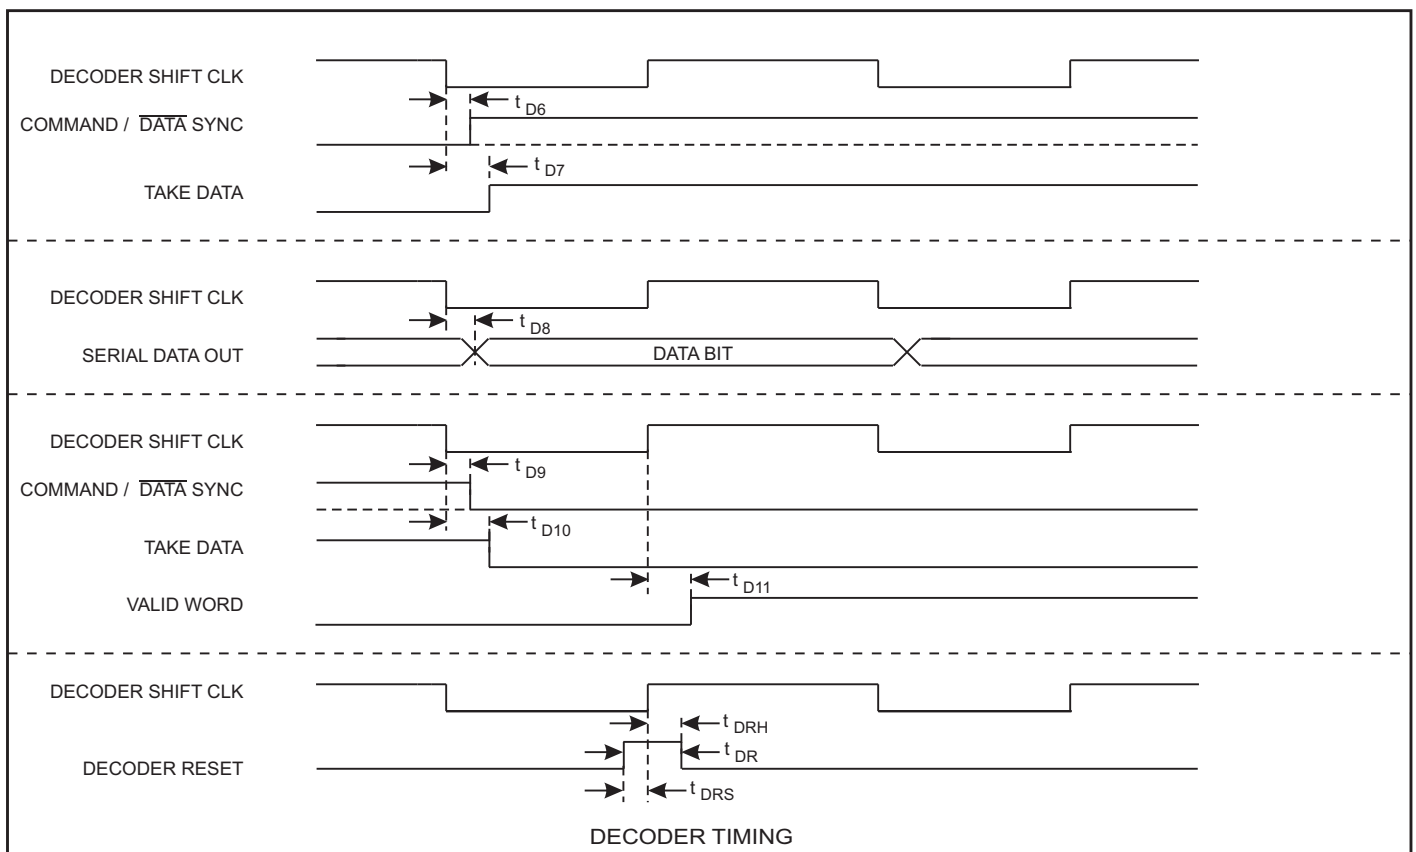 DECODER SHIFT CLK
t D6
COMMAND / DATA SYNC
t D7
TAKE DATA
DECODER SHIFT CLK
t D8
SERIAL DATA OUT
DATA BIT
DECODER SHIFT CLK
t D9
COMMAND / DATA SYNC
t D10
TAKE DATA
t D11
VALID WORD
DECODER SHIFT CLK
t DRH
t DR
DECODER RESET
t DRS
DECODER TIMING